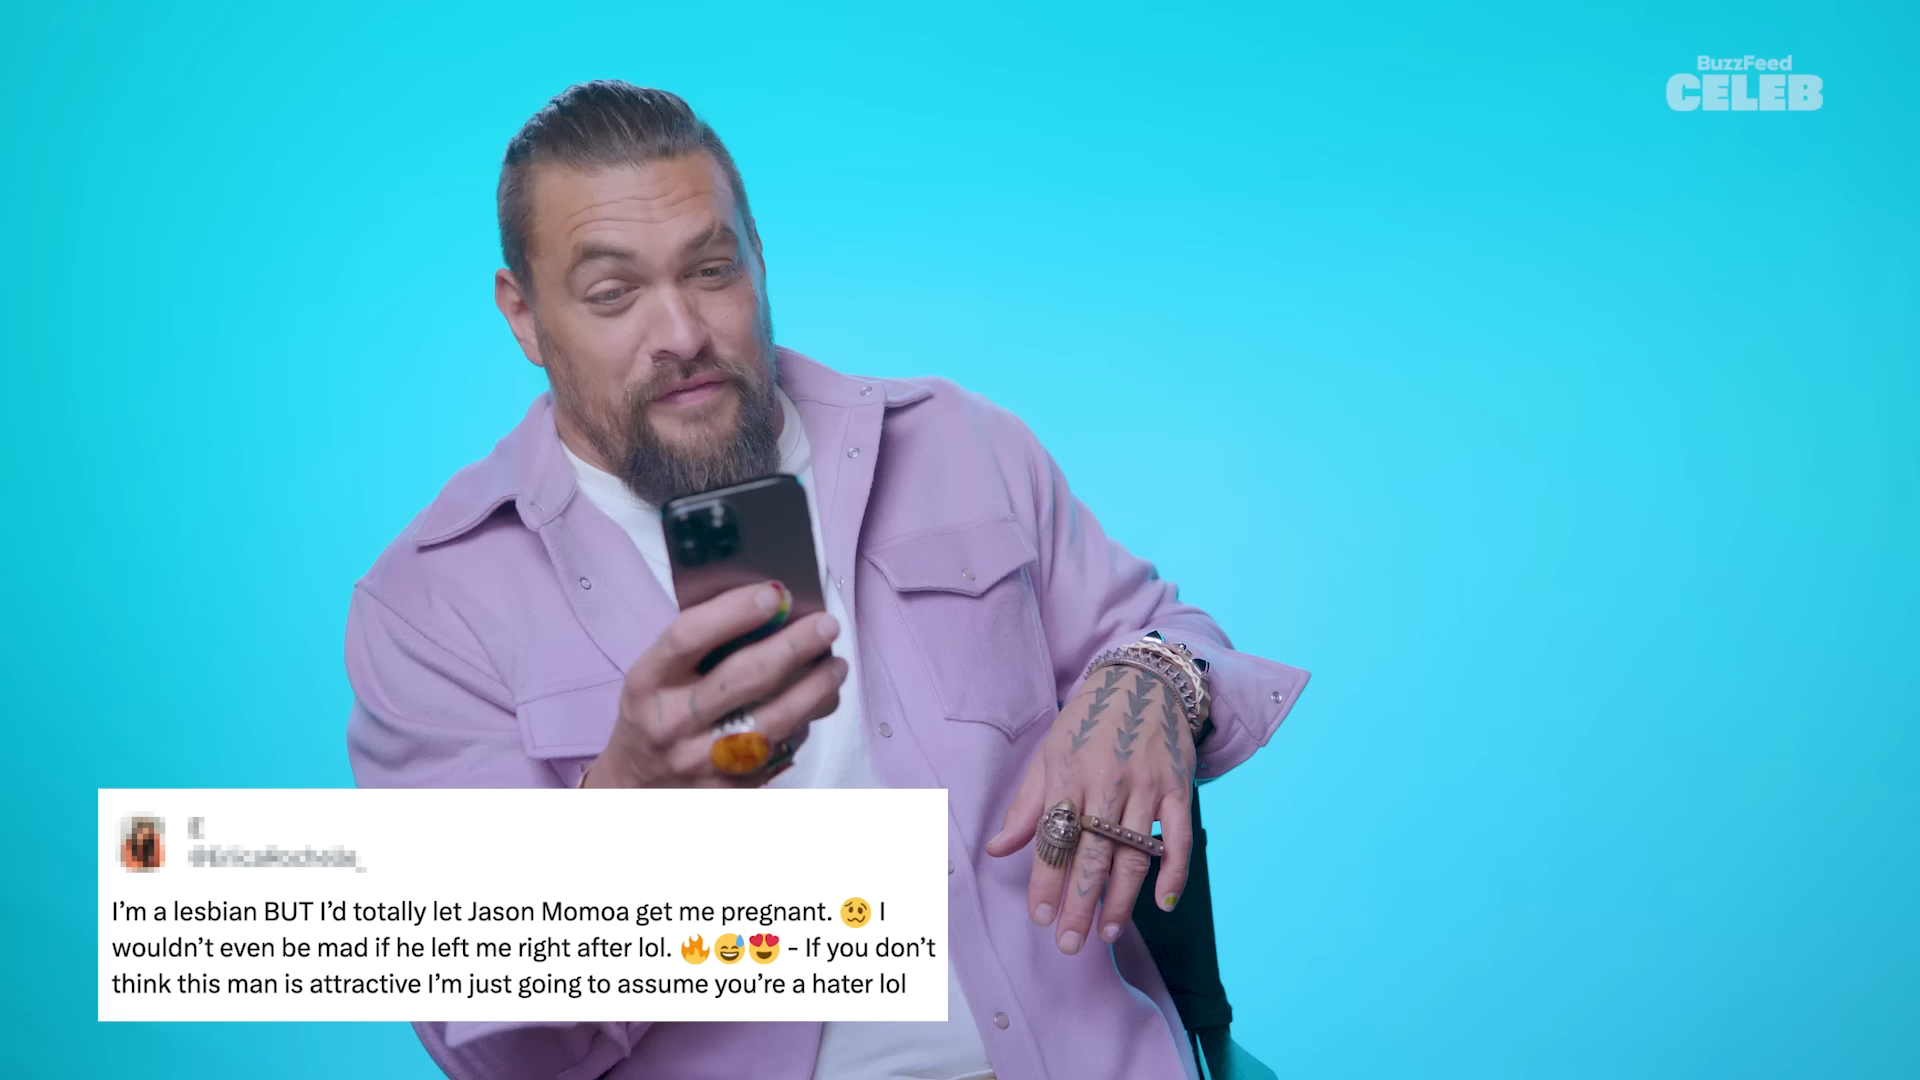 BuzzFeed
CELEB
I’m a lesbian BUT I’d totally let Jason Momoa get me pregnant. 🥴 I
wouldn’t even be mad if he left me right after lol. 🔥😅😍 - If you don’t
think this man is attractive I’m just going to assume you’re a hater lol